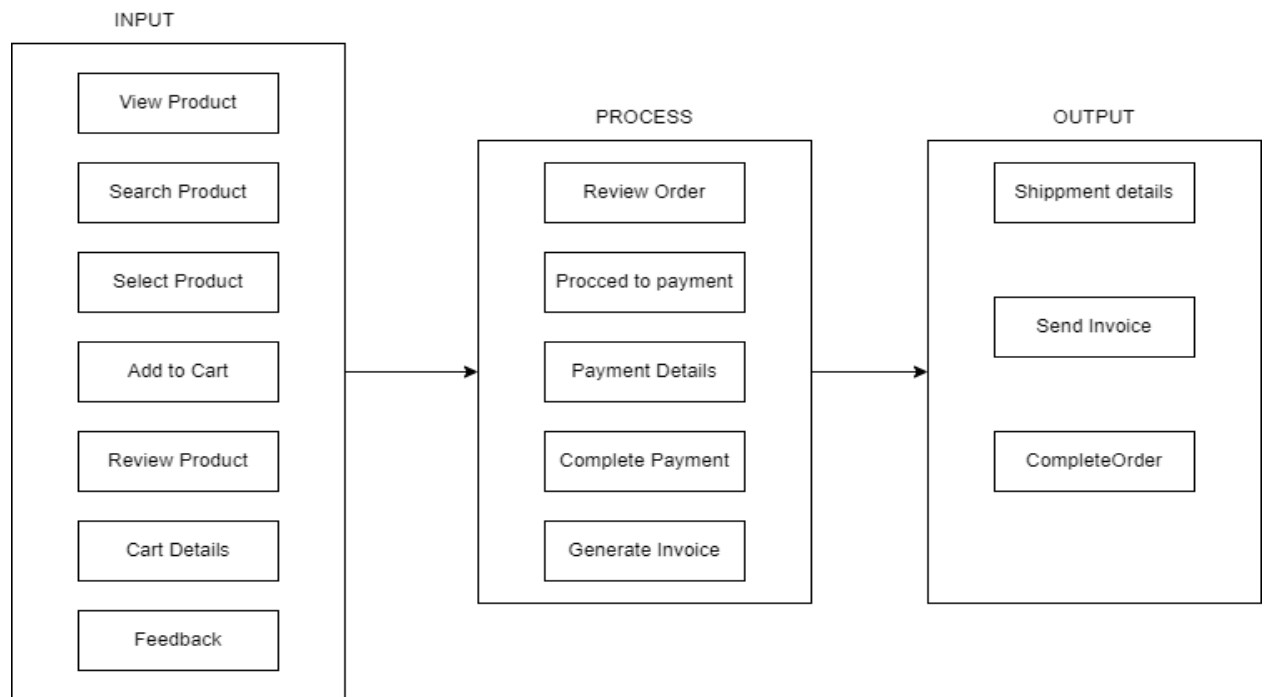 INPUT
View Product
Search Product
Select Product
Add to Cart
Review Product
Cart Details
Feedback
PROCESS
Review Order
Procced to payment
Payment Details
Complete Payment
Generate Invoice
OUTPUT
Shippment details
Send Invoice
CompleteOrder